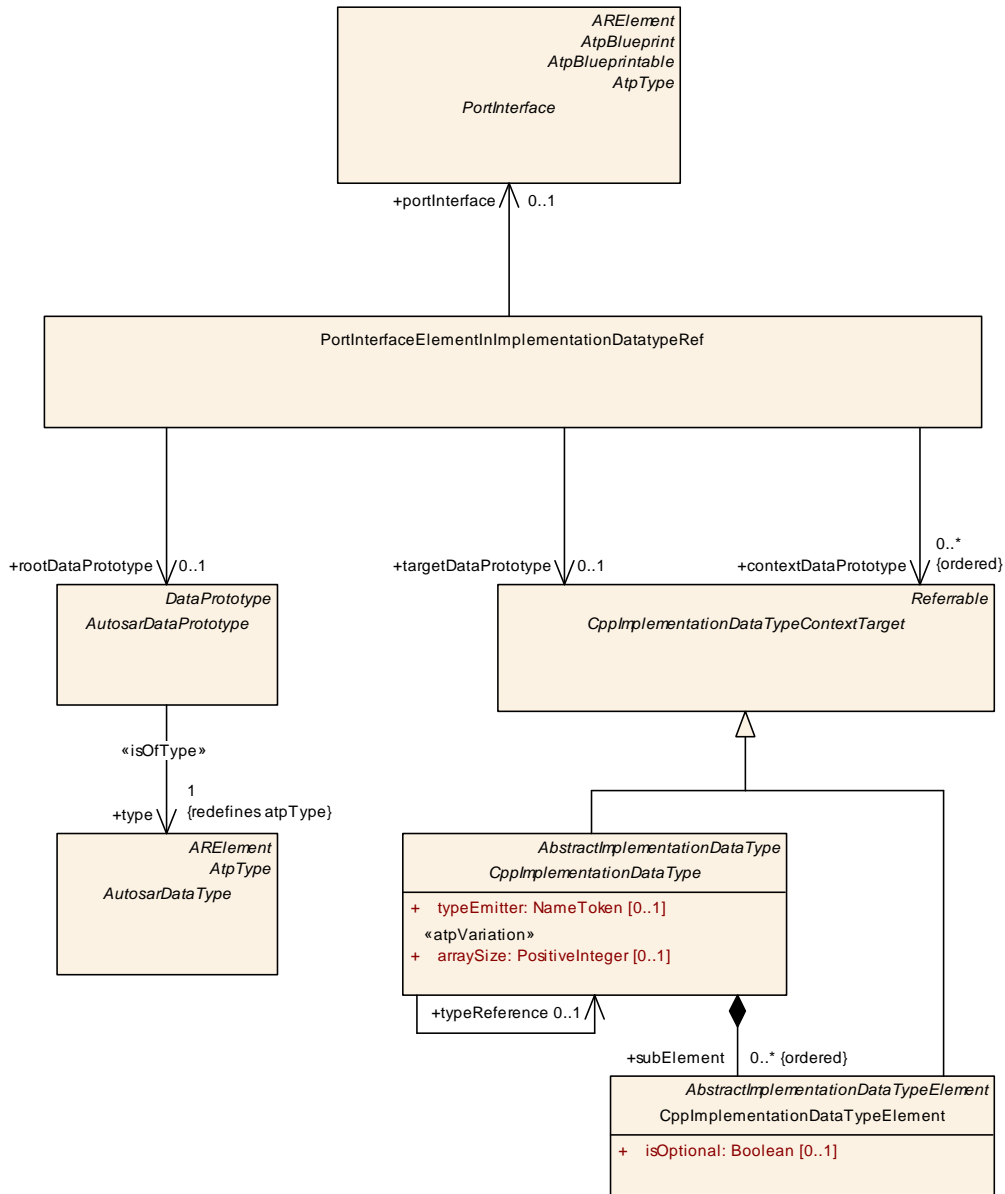 ARElement
AtpBlueprint
AtpBlueprintable
AtpType
PortInterface
+portInterface 0..1
PortInterfaceElementInImplementationDatatypeRef
+rootDataPrototype 0..1
+targetDataPrototype 0..1
+contextDataPrototype 0..*
{ordered}
DataPrototype
AutosarDataPrototype
Referrable
CppImplementationDataTypeContextTarget
«isOfType»
+type 1
{redefines atpType}
ARElement
AtpType
AutosarDataType
AbstractImplementationDataType
CppImplementationDataType
+ typeEmitter: NameToken [0..1]
«atpVariation»
+ arraySize: PositiveInteger [0..1]
+typeReference 0..1
+subElement 0..* {ordered}
AbstractImplementationDataTypeElement
CppImplementationDataTypeElement
+ isOptional: Boolean [0..1]